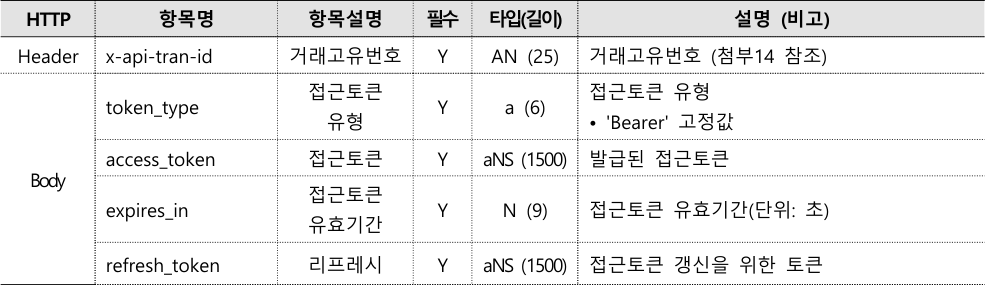 HTTP 항목명 항목설명 필수 타입(길이) 설명 (비고)
Header x-api-tran-id 거래고유번호 Y AN (25) 거래고유번호 (첨부14 참조)
Body
token_type 접근토큰 유형 Y a (6) 접근토큰 유형
• 'Bearer' 고정값
access_token 접근토큰 Y aNS (1500) 발급된 접근토큰
expires_in 접근토큰 유효기간 Y N (9) 접근토큰 유효기간(단위: 초)
refresh_token 리프레시 Y aNS (1500) 접근토큰 갱신을 위한 토큰